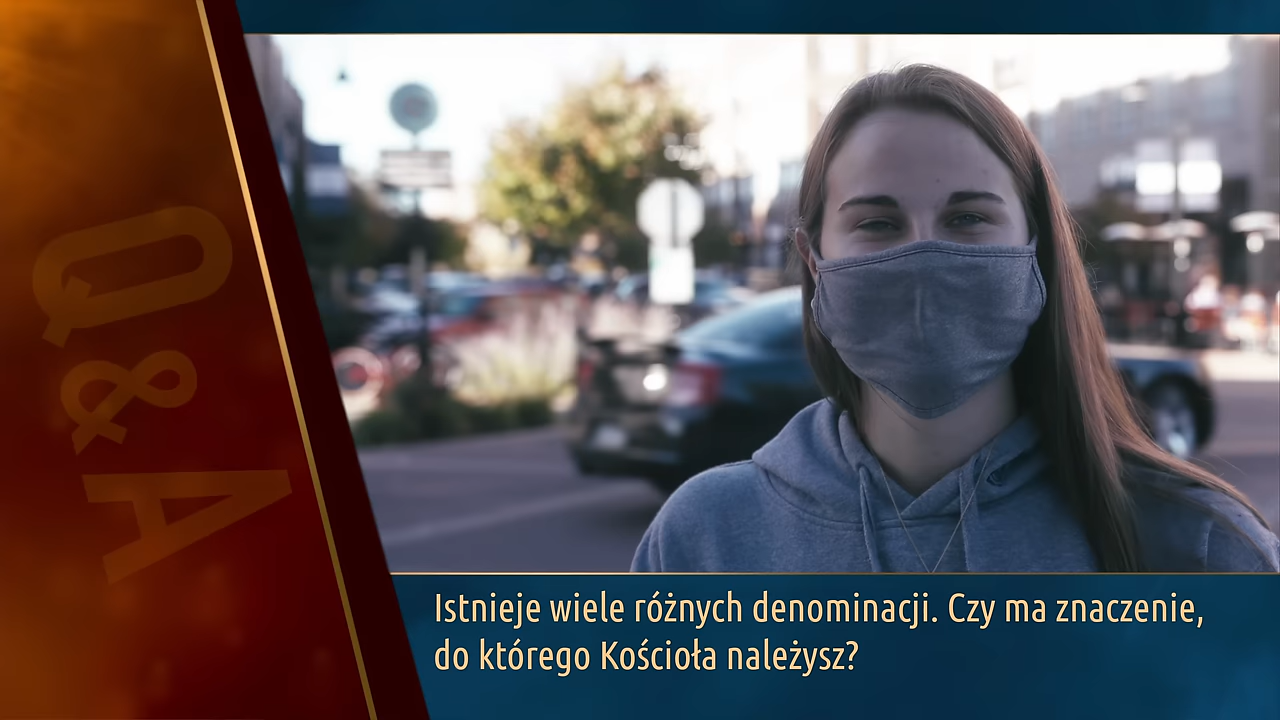 Q&A
Istnieje wiele różnych denominacji. Czy ma znaczenie,
do którego Kościoła należysz?